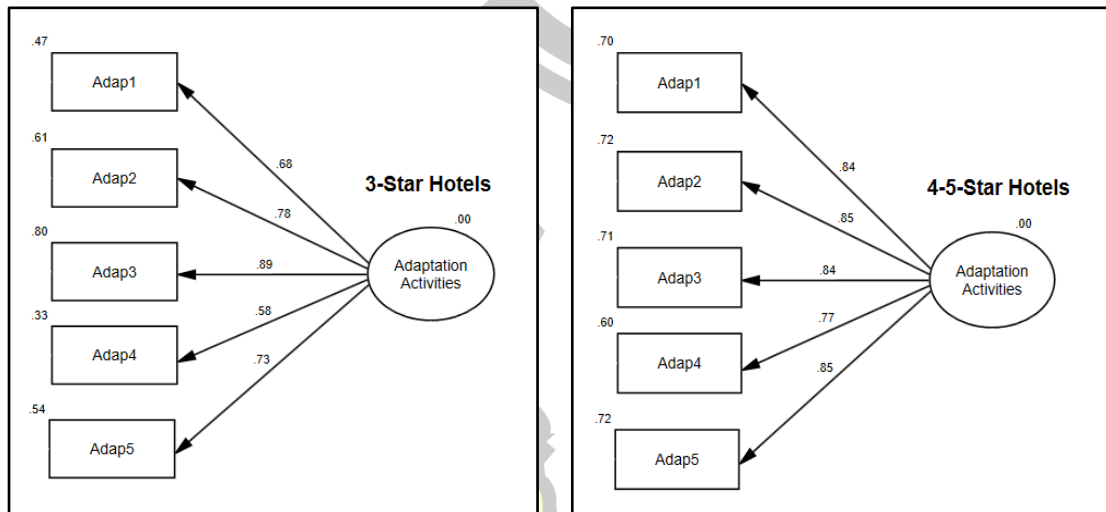 .47
Adap1
.68
.61
Adap2
3-Star Hotels
.78
.00
.80
Adap3
.89
Adaptation
Activities
.33
Adap4
.58
.73
.54
Adap5
.70
Adap1
.84
.72
Adap2
4-5-Star Hotels
.85
.00
.71
Adap3
.84
Adaptation
Activities
.60
Adap4
.77
.85
.72
Adap5